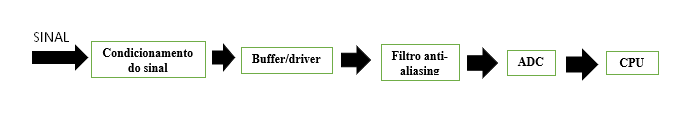 SINAL
Condicionamento
do sinal
Buffer/driver
Filtro anti-
aliasing
ADC
CPU